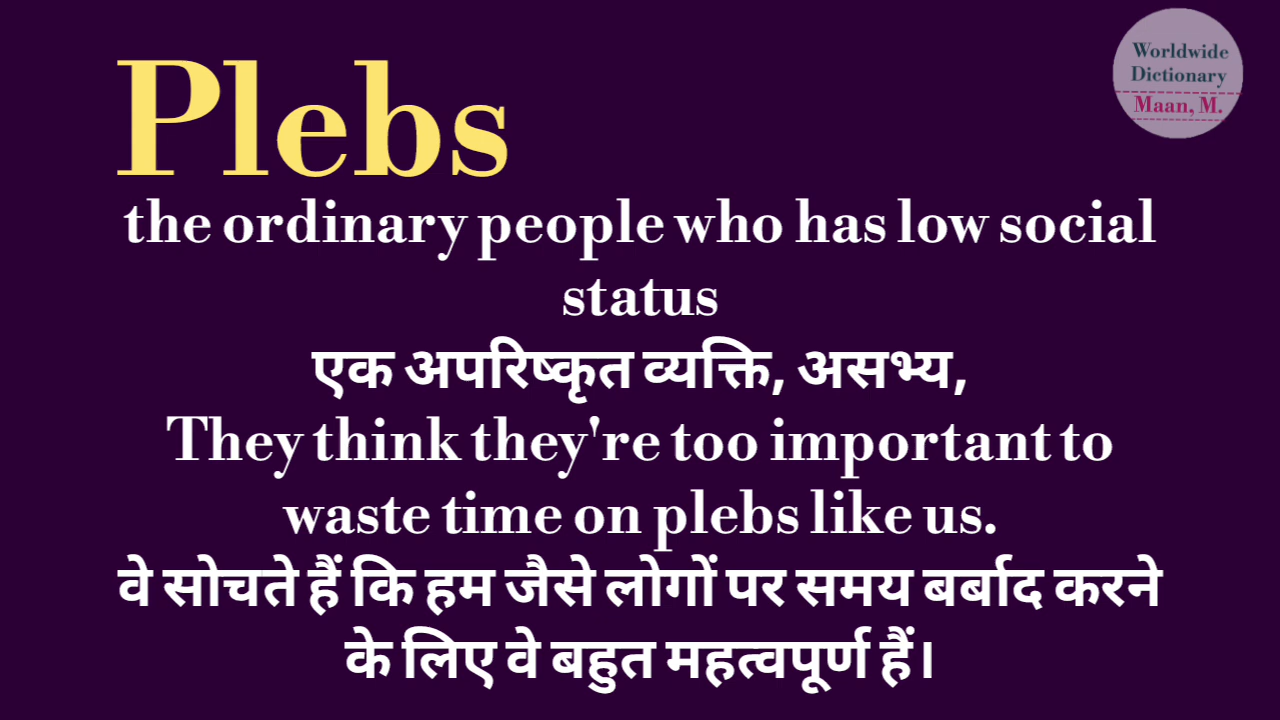 Worldwide
Dictionary
Maan, M.
Plebs
the ordinary people who has low social
status
एक अपरिष्कृत व्यक्ति, असभ्य,
They think they're too important to
waste time on plebs like us.
वे सोचते हैं कि हम जैसे लोगों पर समय बर्बाद करने
के लिए वे बहुत महत्वपूर्ण हैं।